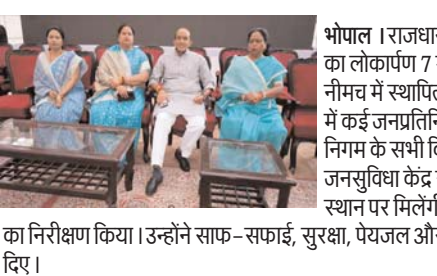 भोपाल । राजधा
का लोकार्पण 7
नीमच में स्थापि
में कई जनप्रतिनि
निगम के सभी
जनसुविधा केंद्र
स्थान पर मिलेंगी
का निरीक्षण किया । उन्होंने साफ-सफाई, सुरक्षा, पेयजल
दिए ।